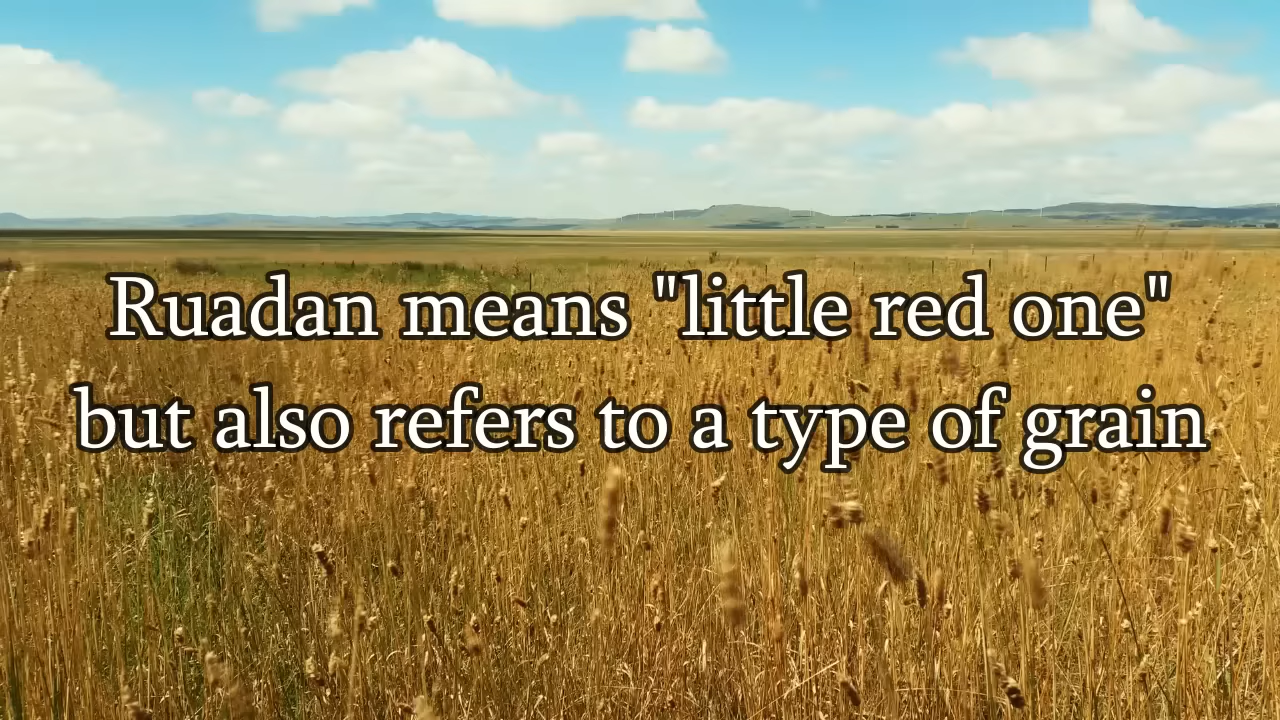 Ruadan means "little red one"
but also refers to a type of grain